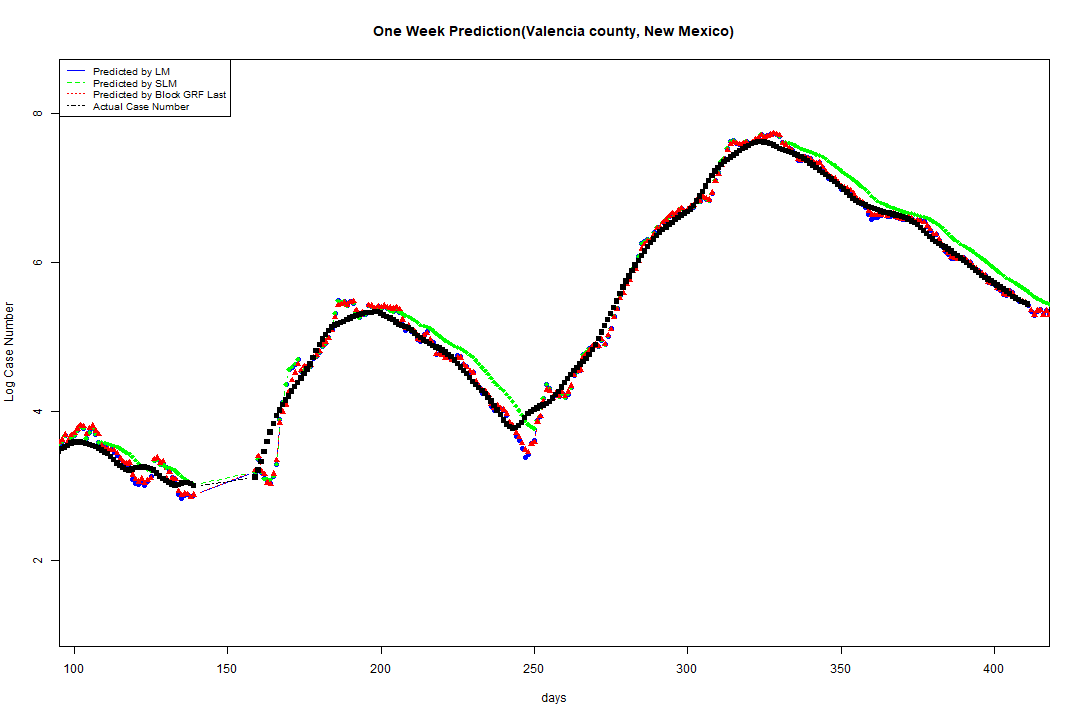 One Week Prediction(Valencia county, New Mexico)
Predicted by LM
Predicted by SLM
Predicted by Block GRF Last
Actual Case Number
8
6
4
2
Log Case Number
100 150 200 250 300 350 400
days